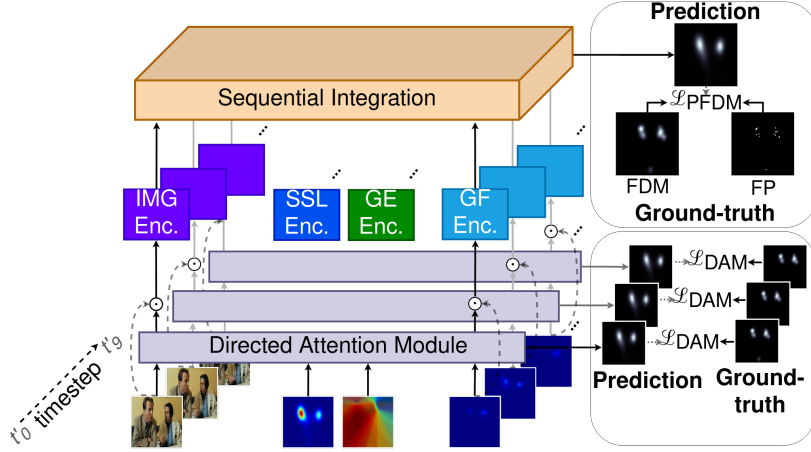 Prediction
Sequential Integration
ℒPFDM
FDM
FP
Ground-truth
IMG
Enc.
SSL
Enc.
GE
Enc.
GF
Enc.
ℒDAM
ℒDAM
ℒDAM
Directed Attention Module
Prediction
Ground-
truth
t'₀ timestep t'₉